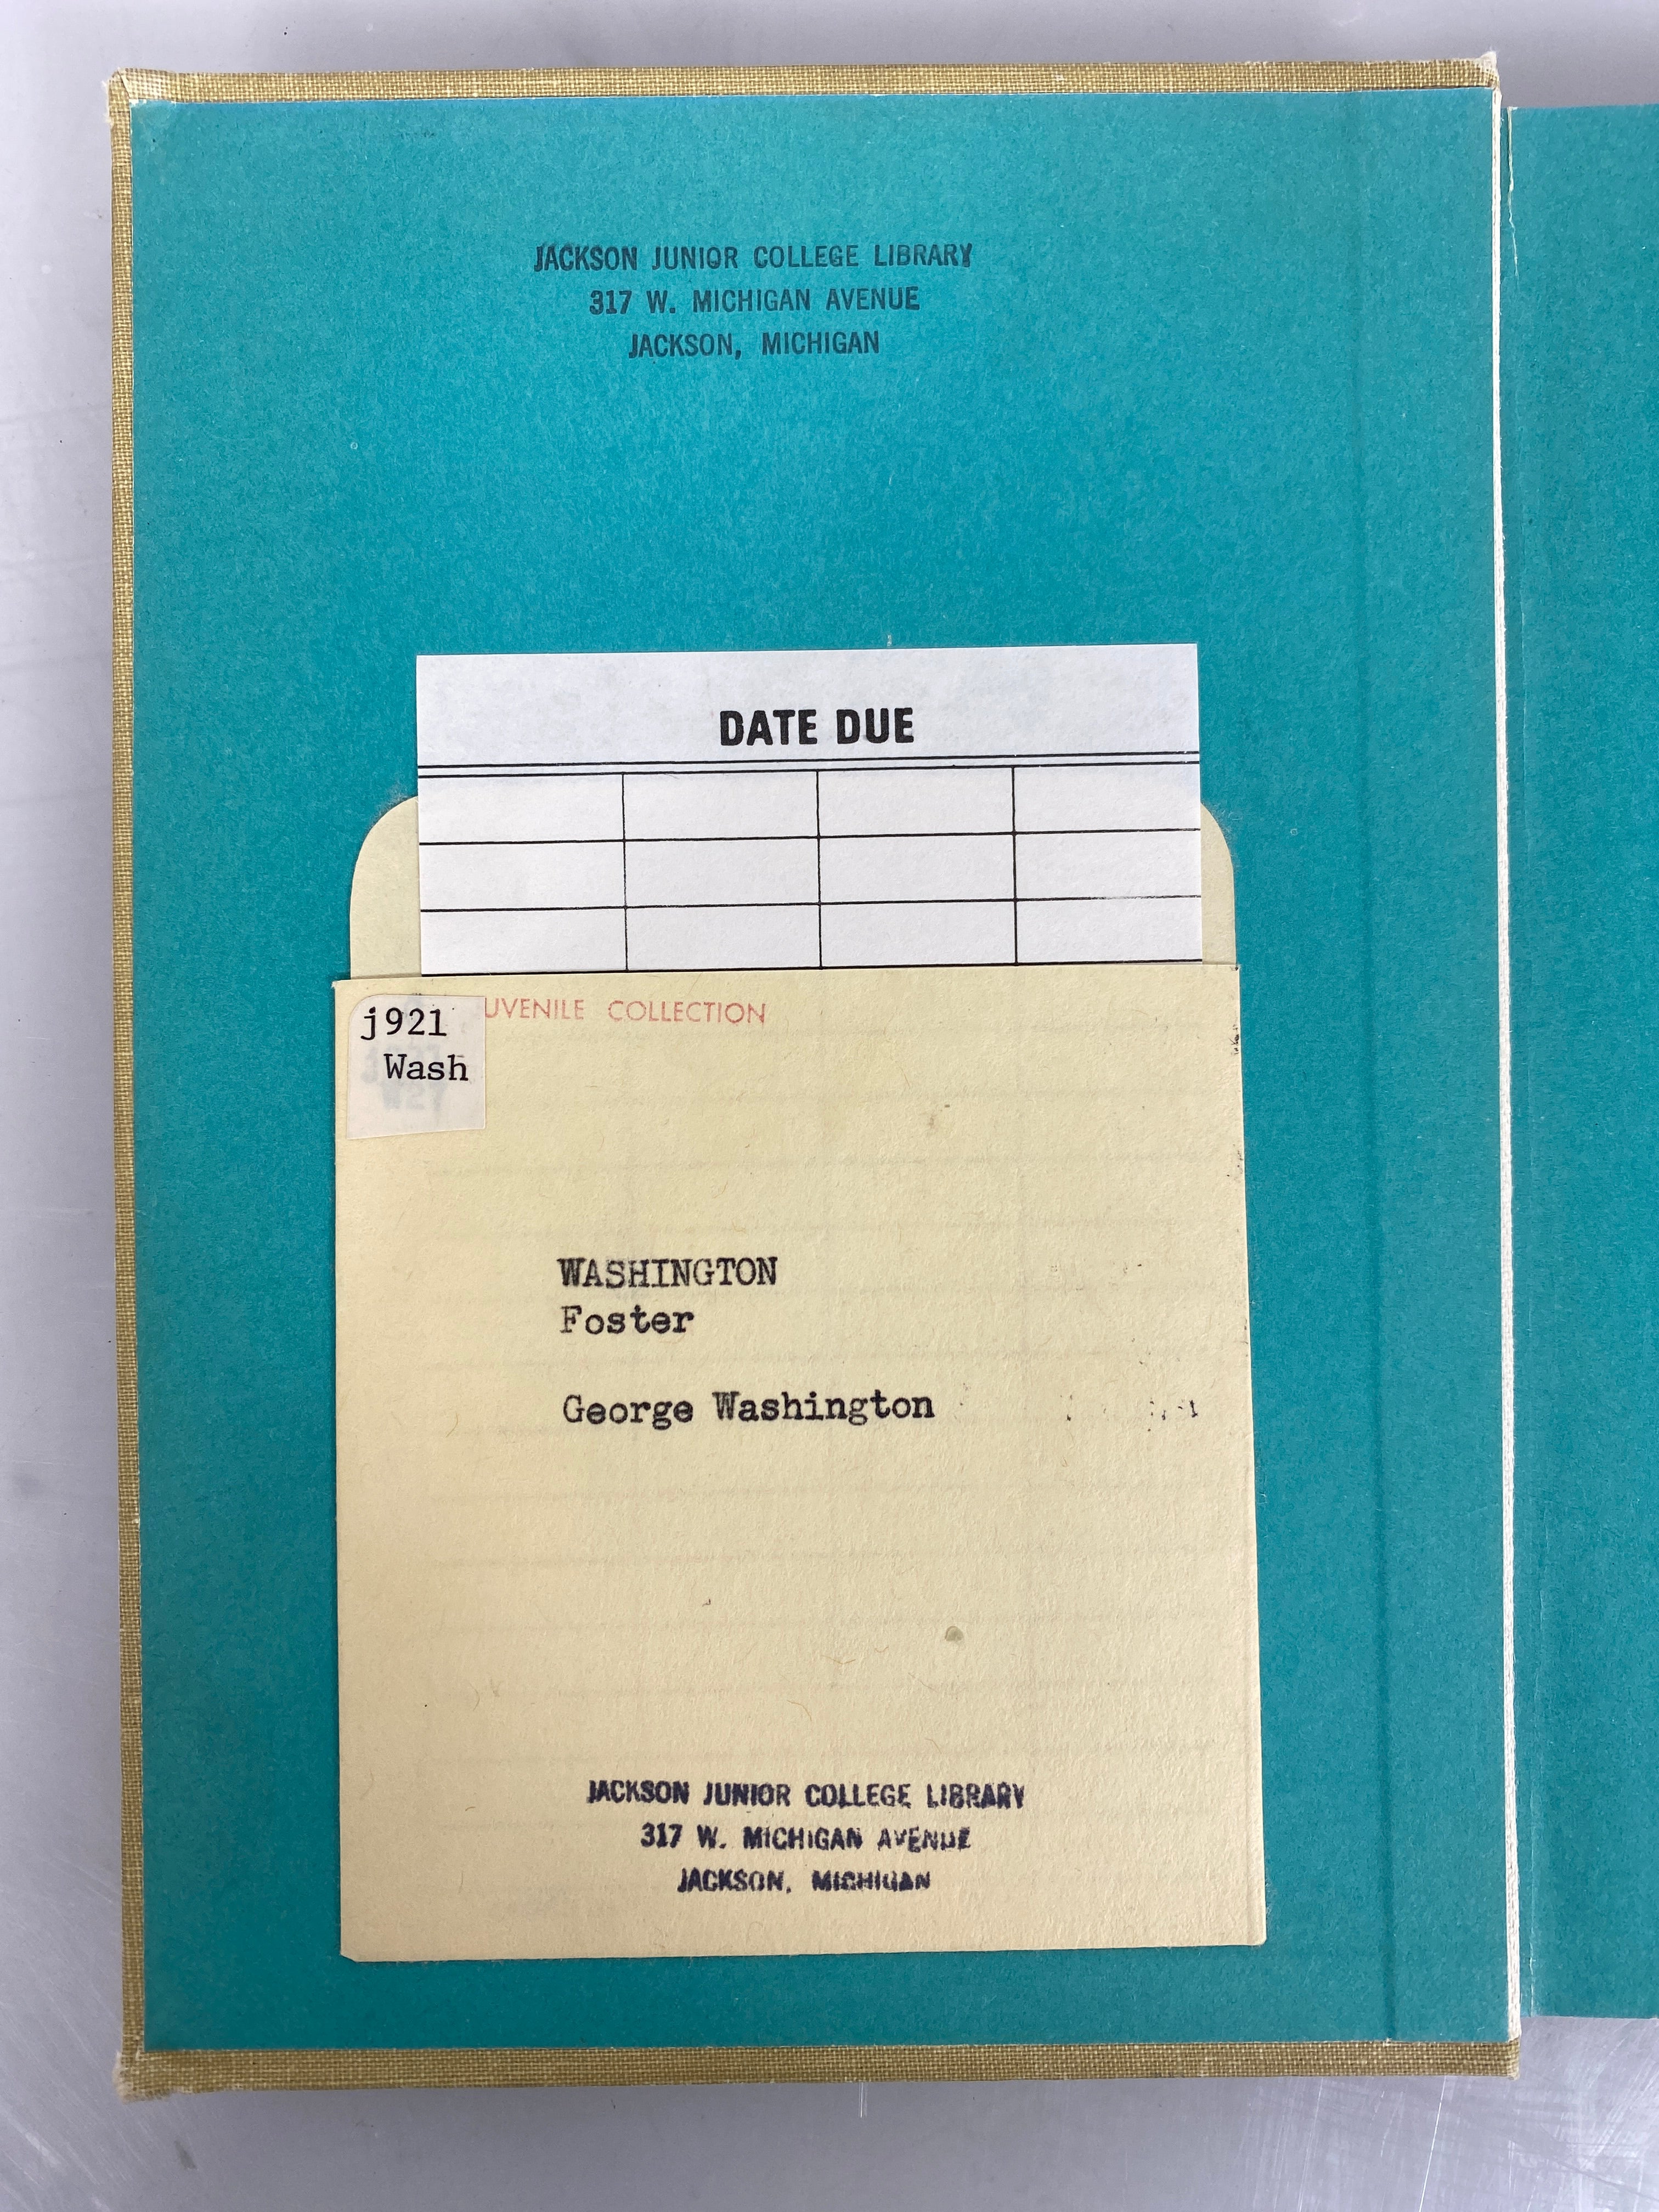 JACKSON JUNIOR COLLEGE LIBRARY
317 W. MICHIGAN AVENUE
JACKSON, MICHIGAN
DATE DUE
UVENILE COLLECTION
j921
Wash
WASHINGTON
Foster
George Washington
JACKSON JUNIOR COLLEGE LIBRARY
317 W. MICHIGAN AVENUE
JACKSON, MICHIGAN